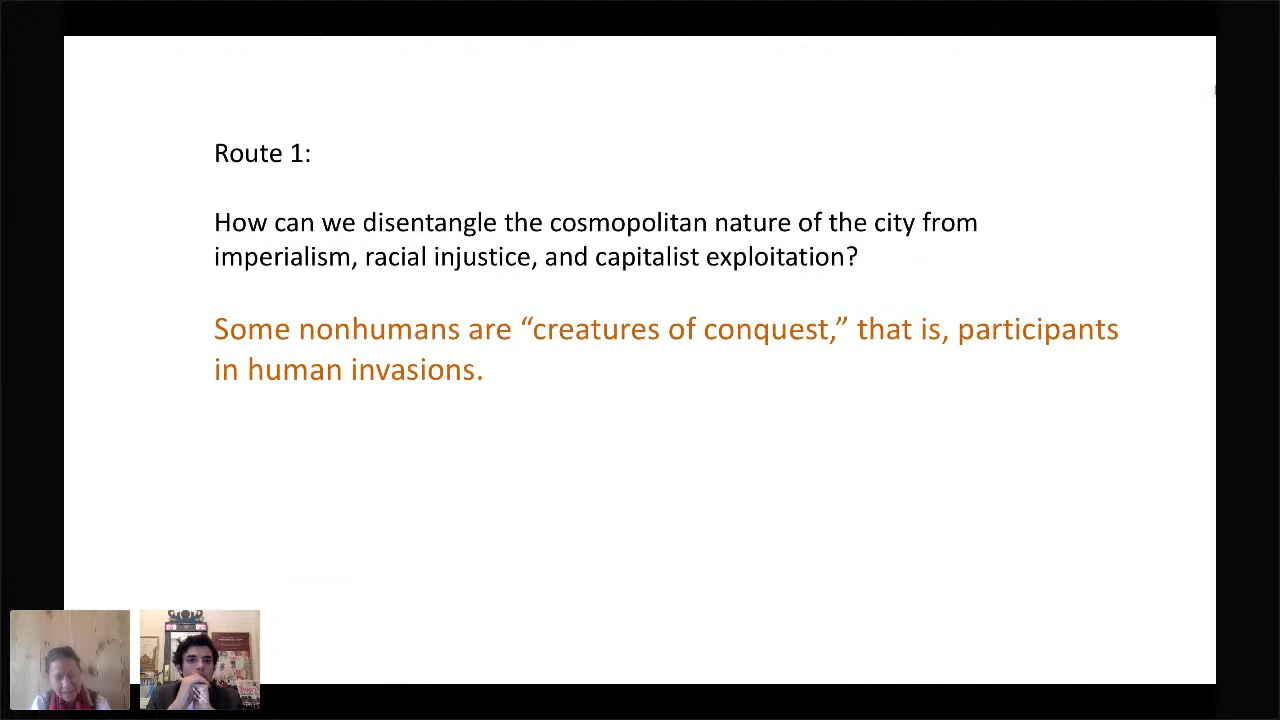 Route 1:
How can we disentangle the cosmopolitan nature of the city from
imperialism, racial injustice, and capitalist exploitation?
Some nonhumans are “creatures of conquest,” that is, participants
in human invasions.